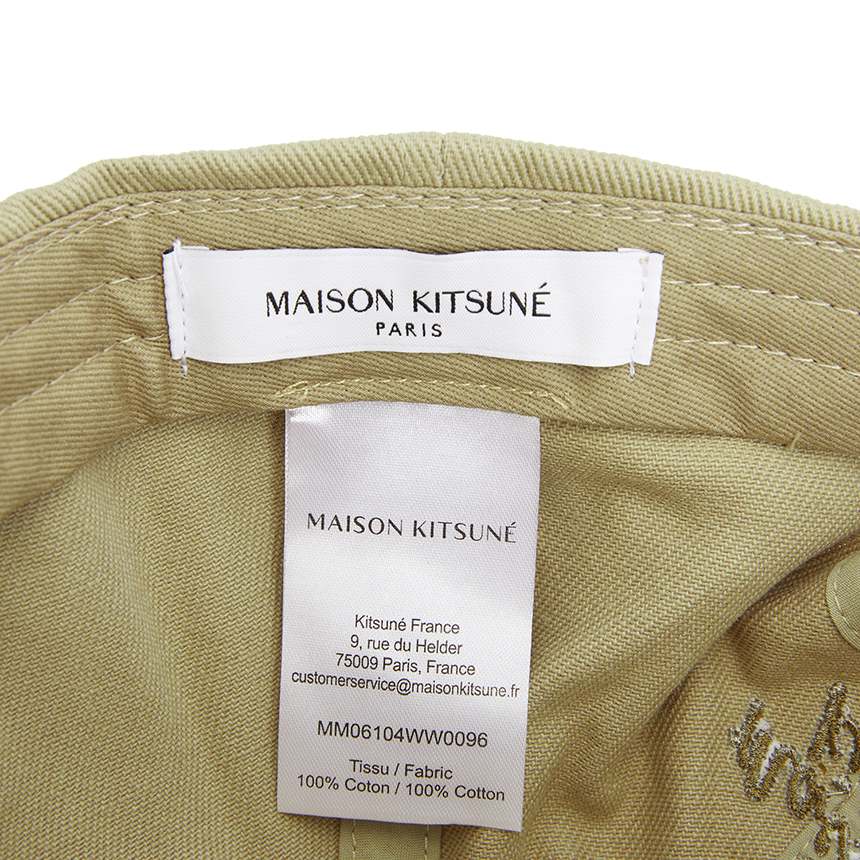 MAISON KITSUNÉ
PARIS
MAISON KITSUNÉ
Kitsuné France
9, rue du Helder
75009 Paris, France
customerservice@maisonkitsune.fr
MM06104WW0096
Tissu / Fabric
100% Coton / 100% Cotton